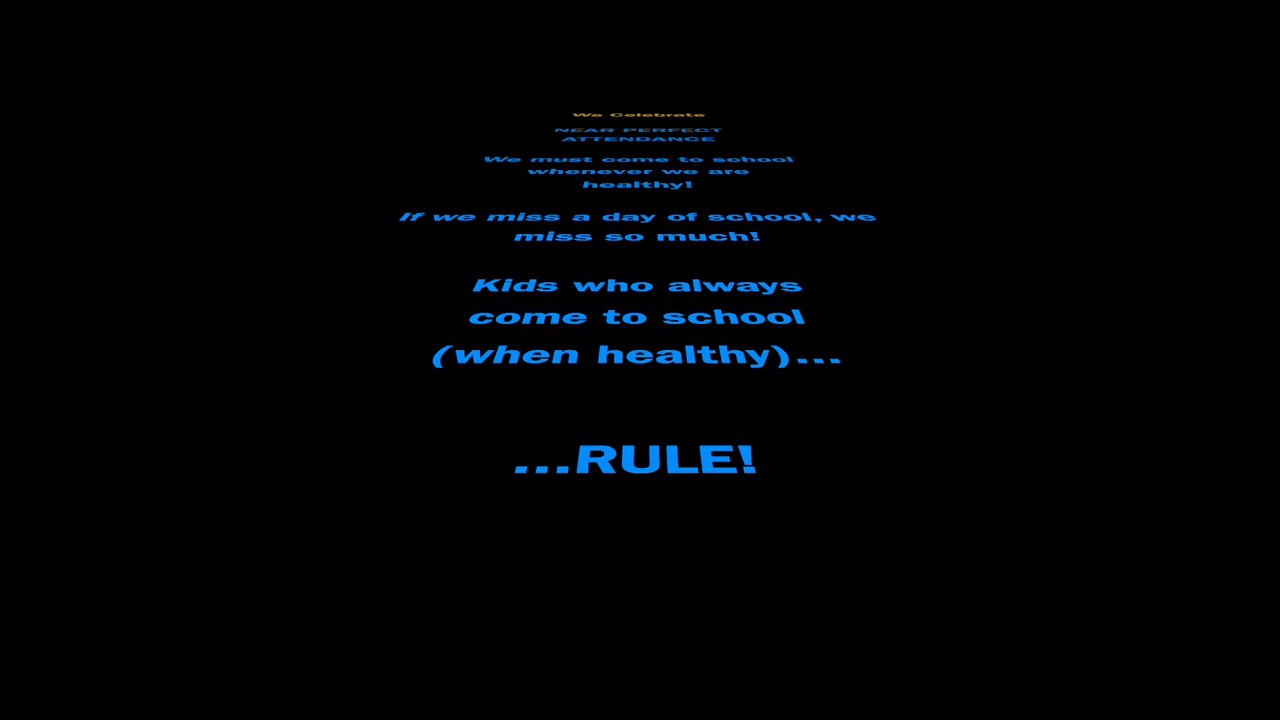 We Celebrate
NEAR PERFECT
ATTENDANCE
We must come to school
whenever we are
healthy!
If we miss a day of school, we
miss so much!
Kids who always
come to school
(when healthy)...
...RULE!